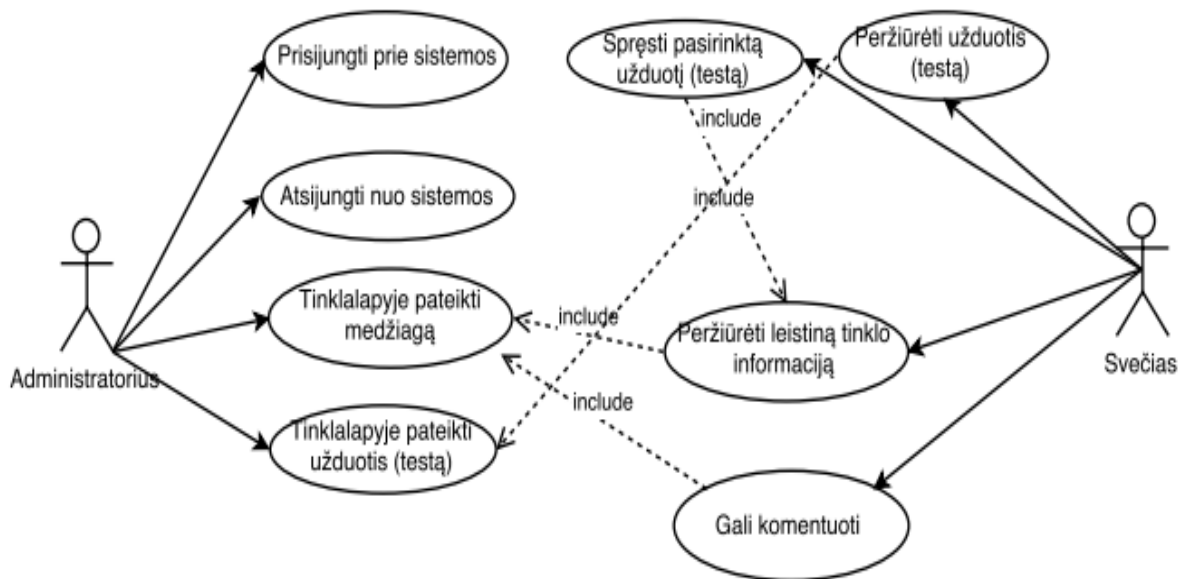 Prisijungti prie sistemos
Spręsti pasirinktą
užduotį (testą)
Peržiūrėti užduotis
(testą)
include
Atsijungti nuo sistemos
include
Tinklalapyje pateikti
medžiagą
include
Peržiūrėti leistiną tinklo
informaciją
Administratorius
Svečias
include
Tinklalapyje pateikti
užduotis (testą)
Gali komentuoti